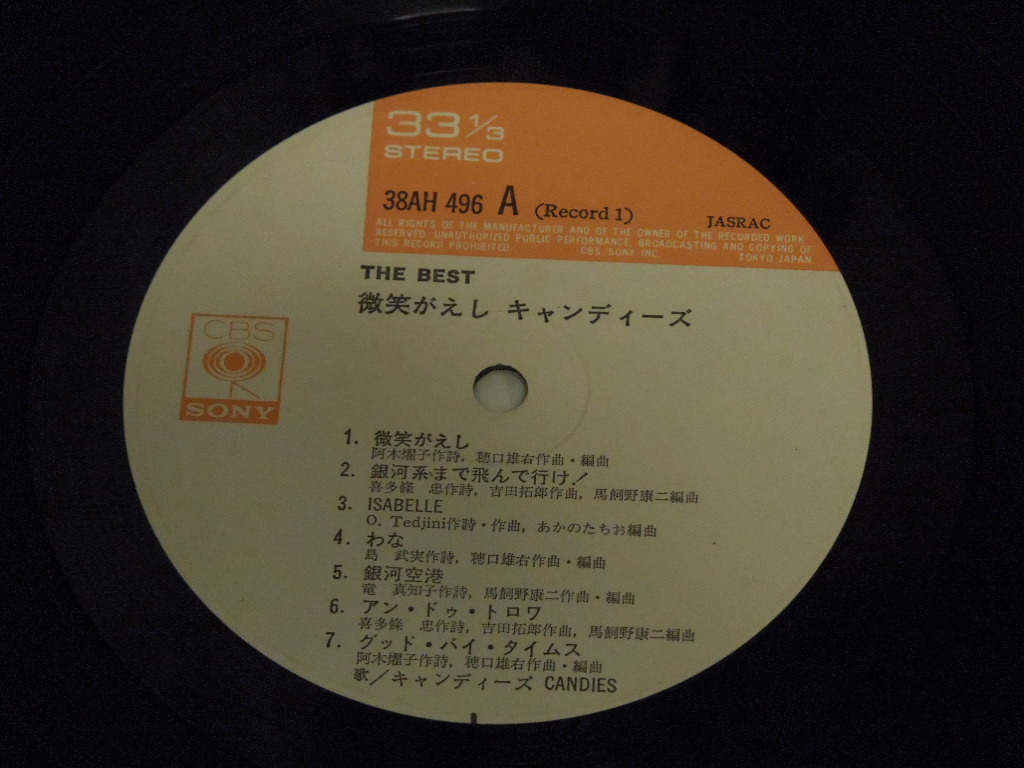 33 1/3
STEREO
38AH 496 A (Record 1) JASRAC
ALL RIGHTS OF THE MANUFACTURER AND OF THE OWNER OF THE RECORDED WORK
RESERVED. UNAUTHORIZED PUBLIC PERFORMANCE, BROADCASTING AND COPYING OF
THIS RECORD PROHIBITED. CBS SONY INC. TOKYO JAPAN
THE BEST
微笑がえし キャンディーズ
CBS
SONY
1. 微笑がえし
阿木燿子作詩, 穂口雄右作曲・編曲
2. 銀河系まで飛んで行け!
喜多條 忠作詩, 吉田拓郎作曲, 馬飼野康二編曲
3. ISABELLE
O. Tedjini作詩・作曲, あかのたちお編曲
4. わな
島 武実作詩, 穂口雄右作曲・編曲
5. 銀河空港
竜 真知子作詩, 馬飼野康二作曲・編曲
6. アン・ドゥ・トロワ
喜多條 忠作詩, 吉田拓郎作曲, 馬飼野康二編曲
7. グッド・バイ・タイムス
阿木燿子作詩, 穂口雄右作曲・編曲
歌/キャンディーズ CANDIES